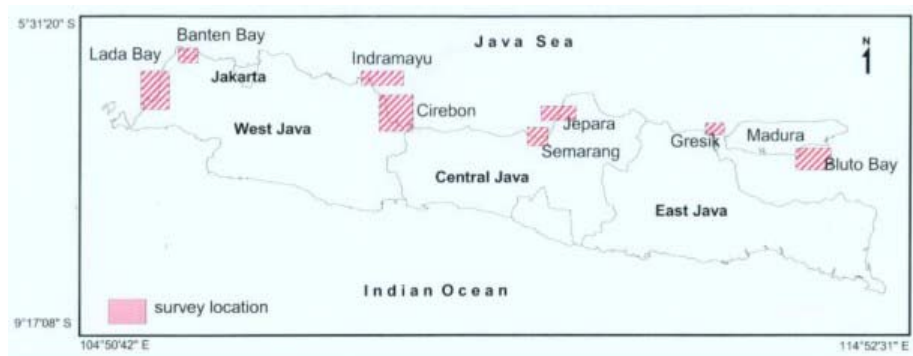 5°31'20" S
Java Sea
N
Banten Bay
Lada Bay
Indramayu
Jakarta
Cirebon
West Java
Jepara
Semarang
Gresik
Madura
Bluto Bay
Central Java
East Java
Indian Ocean
survey location
9°17'08" S
104°50'42" E
114°52'31" E